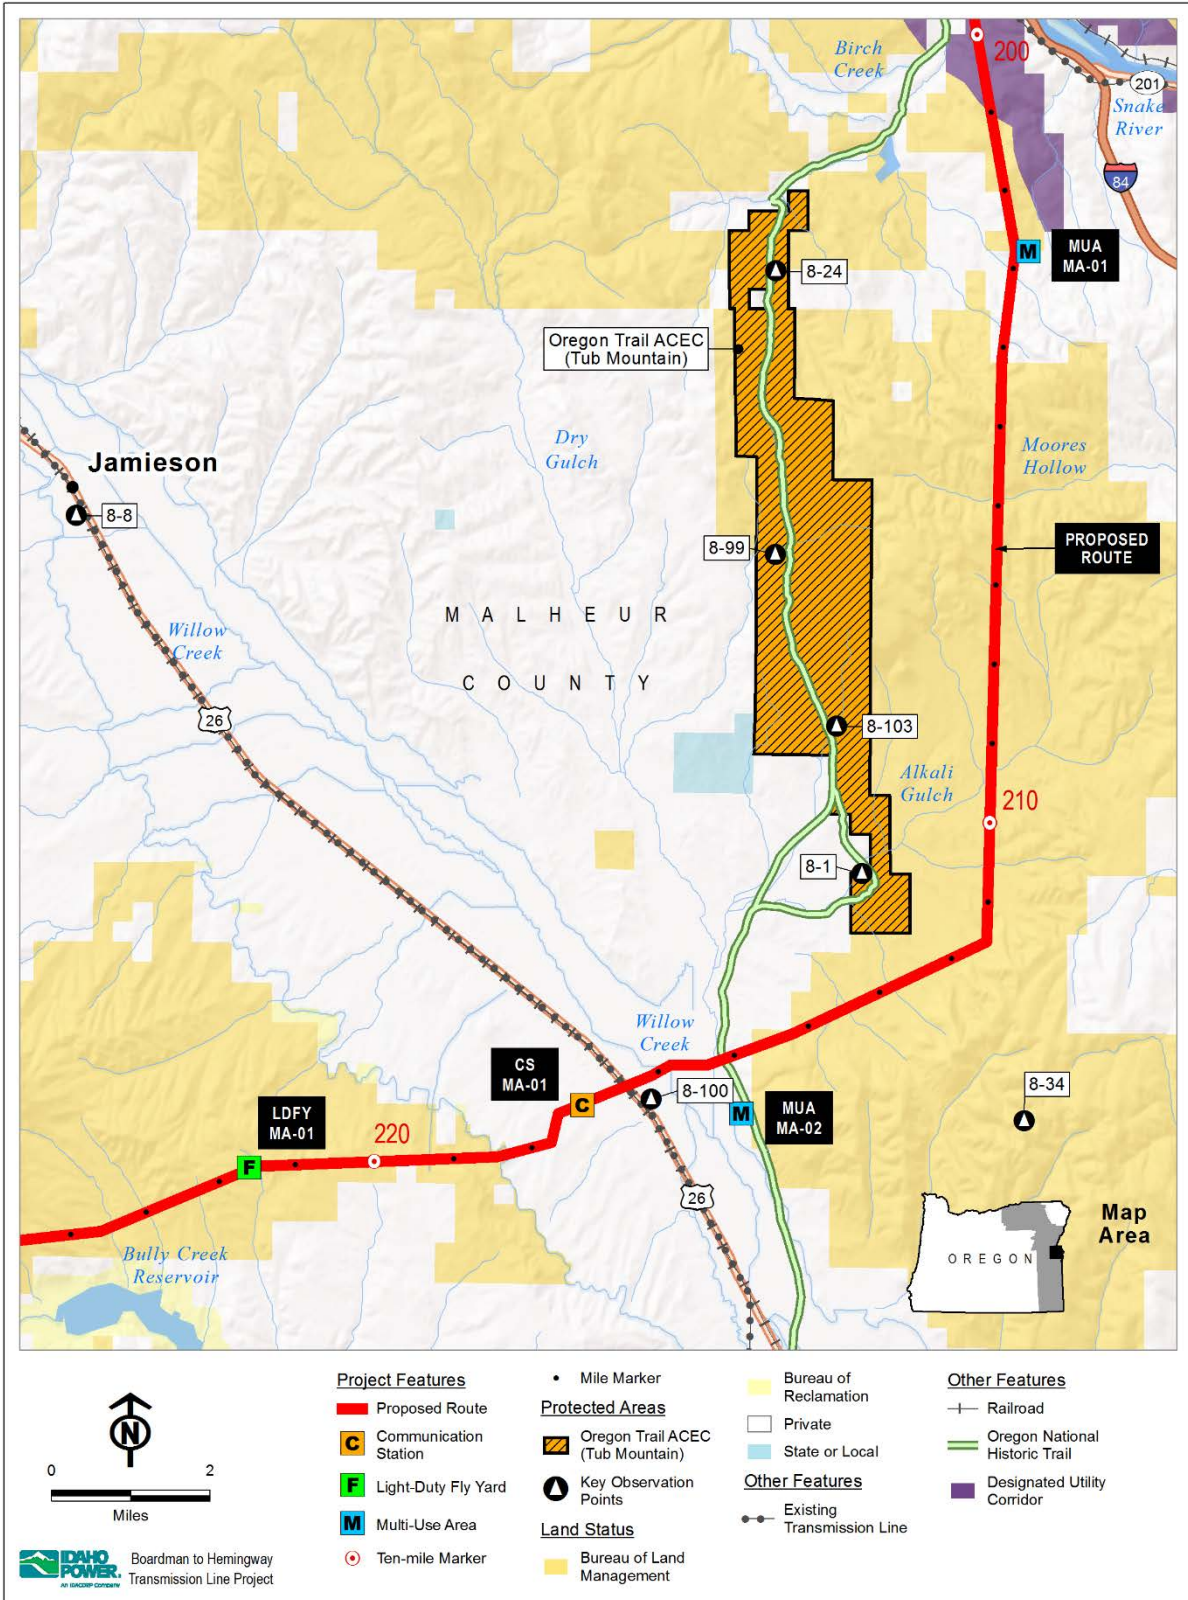 Birch
Creek
200
201
Snake
River
84
M
MUA
MA-01
8-24
Oregon Trail ACEC
(Tub Mountain)
Jamieson
Dry
Gulch
Moores
Hollow
8-8
8-99
PROPOSED
ROUTE
MALHEUR
COUNTY
Willow
Creek
26
8-103
Alkali
Gulch
210
8-1
Willow
Creek
CS
MA-01
C
8-100
M
MUA
MA-02
8-34
LDFY
MA-01
F
220
26
Map
Area
OREGON
Bully Creek
Reservoir
N
0 2
Miles
IDAHO
POWER.
An IDACORP Company
Boardman to Hemingway
Transmission Line Project
Project Features
Proposed Route
C Communication
Station
F Light-Duty Fly Yard
M Multi-Use Area
Ten-mile Marker
Mile Marker
Protected Areas
Oregon Trail ACEC
(Tub Mountain)
Key Observation
Points
Land Status
Bureau of Land
Management
Bureau of
Reclamation
Private
State or Local
Other Features
Existing
Transmission Line
Other Features
Railroad
Oregon National
Historic Trail
Designated Utility
Corridor